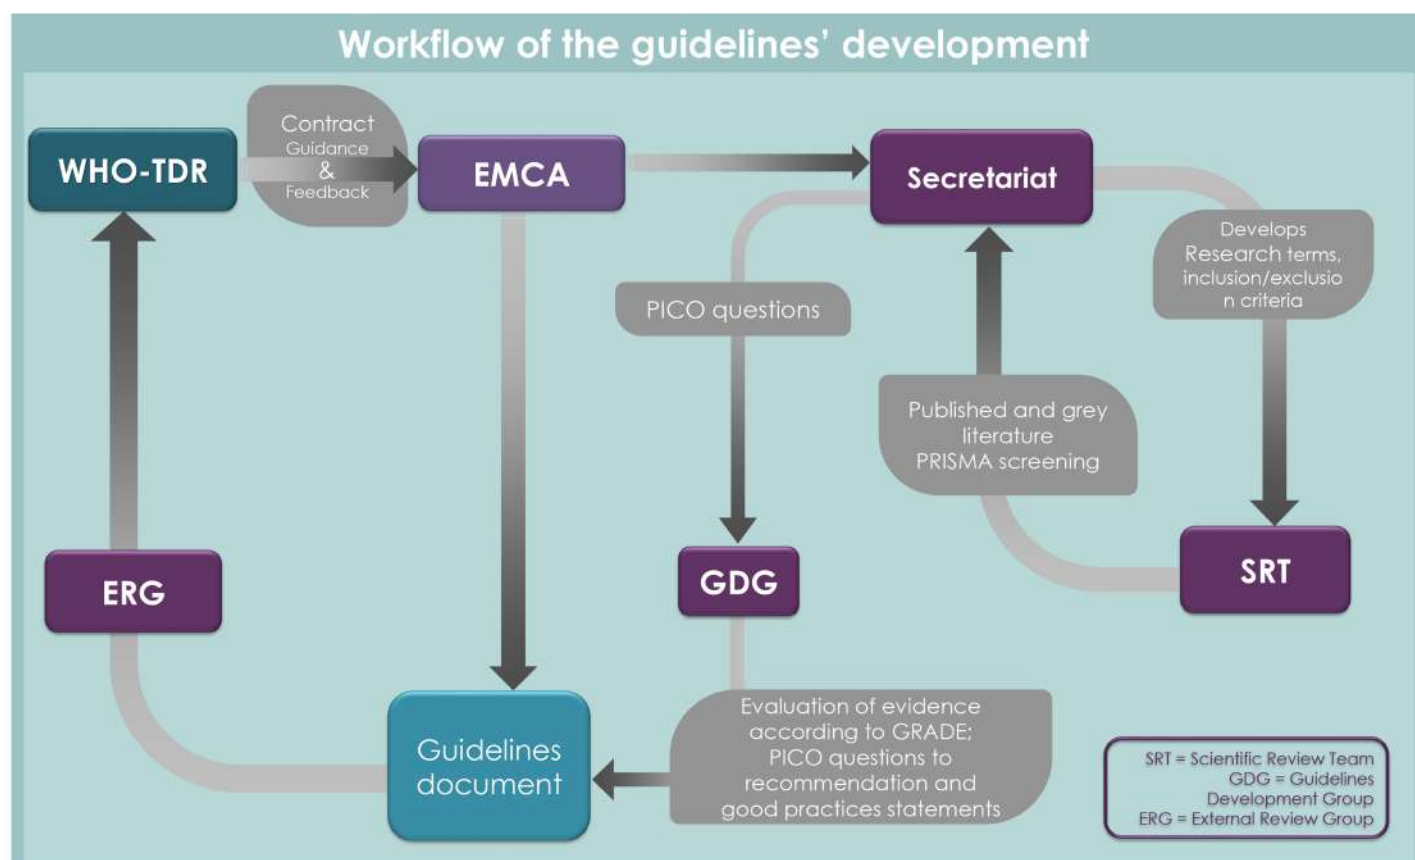 Workflow of the guidelines’ development
WHO-TDR
Contract
Guidance
&
Feedback
EMCA
Secretariat
Develops
Research terms,
inclusion/exclusio
n criteria
PICO questions
Published and grey
literature
PRISMA screening
ERG
GDG
SRT
Guidelines
document
Evaluation of evidence
according to GRADE;
PICO questions to
recommendation and
good practices statements
SRT = Scientific Review Team
GDG = Guidelines
Development Group
ERG = External Review Group